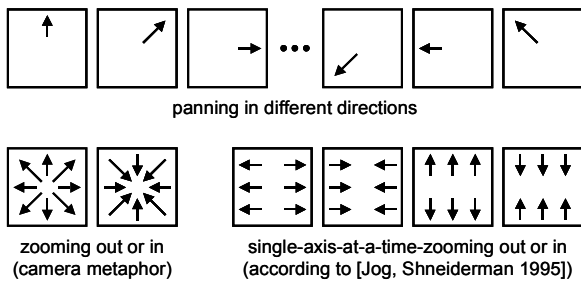 panning in different directions
zooming out or in
(camera metaphor)
single-axis-at-a-time-zooming out or in
(according to [Jog, Shneiderman 1995])